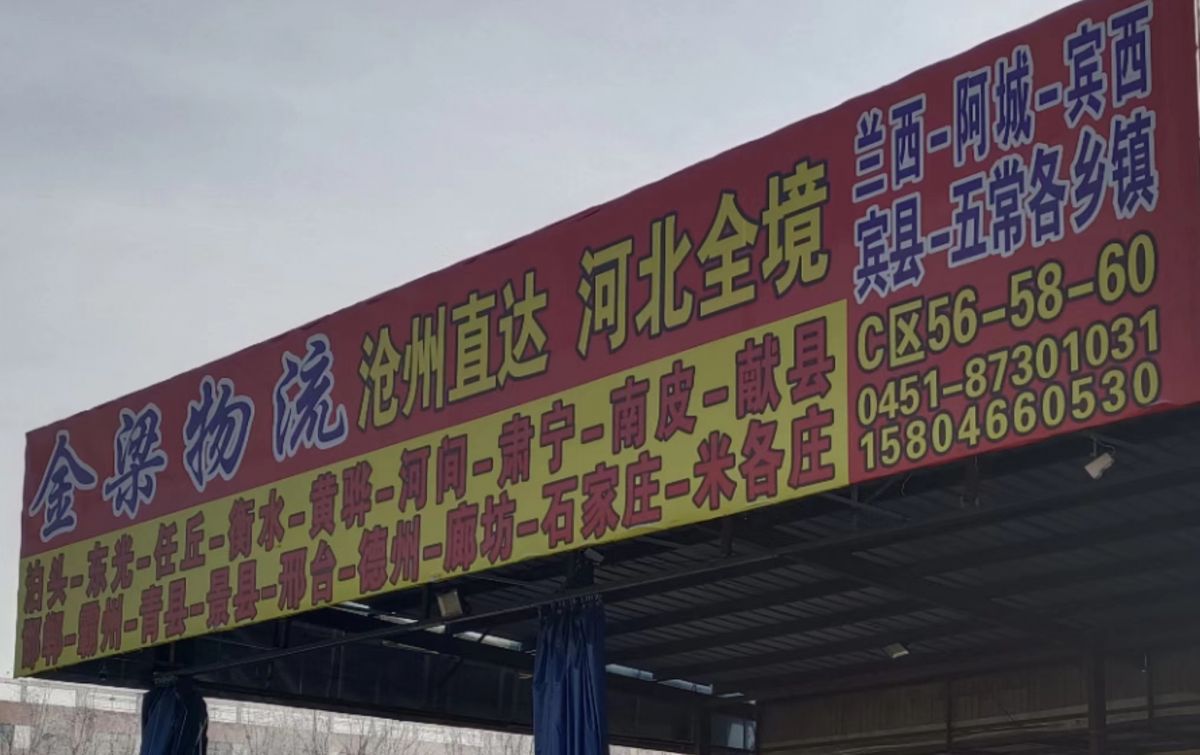 金梁物流 沧州直达 河北全境
泊头-东光-任丘-衡水-黄骅-河间-肃宁-南皮-献县
邯郸-霸州-青县-景县-邢台-德州-廊坊-石家庄-米各庄
兰西-阿城-宾西
宾县-五常各乡镇
C区56-58-60
0451-87301031
15804660530